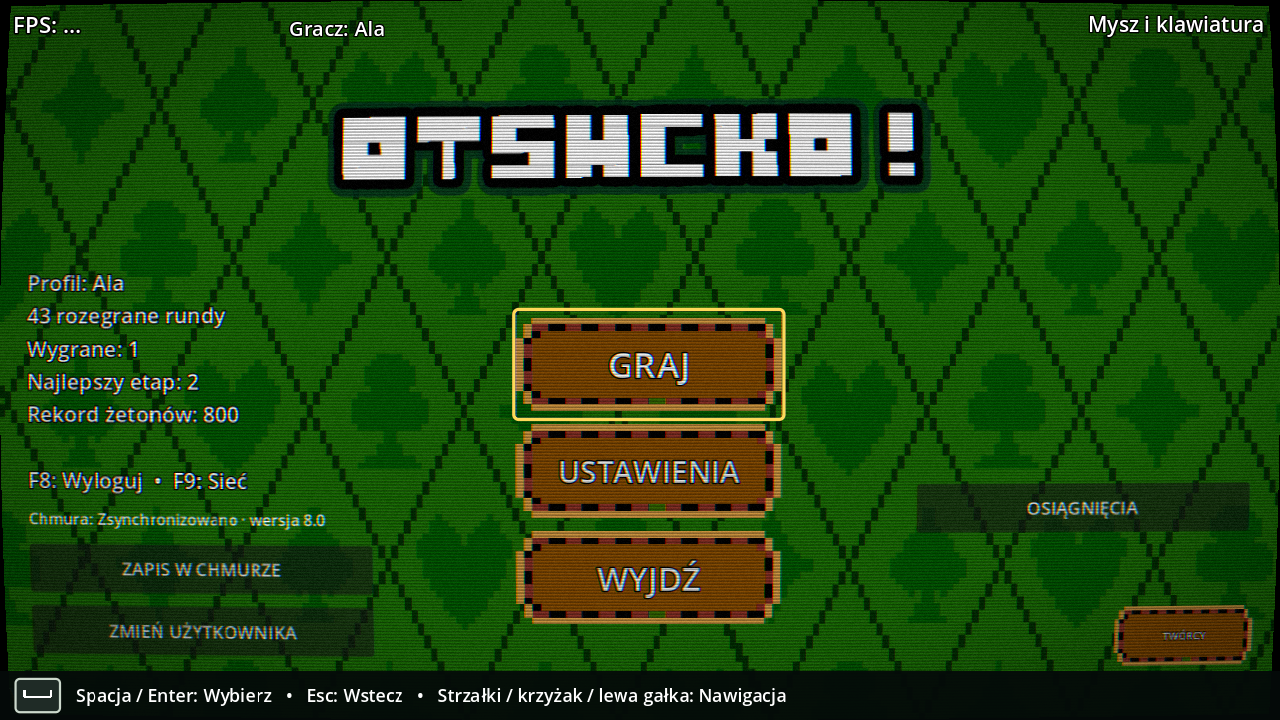 FPS: ...
Gracz: Ala
Mysz i klawiatura
OTSHCKO!
Profil: Ala
43 rozegrane rundy
Wygrane: 1
Najlepszy etap: 2
Rekord żetonów: 800
F8: Wyloguj • F9: Sieć
Chmura: Zsynchronizowano · wersja 8.0
ZAPIS W CHMURZE
ZMIEŃ UŻYTKOWNIKA
GRAJ
USTAWIENIA
WYJDŹ
OSIĄGNIĘCIA
TWÓRCY
Spacja / Enter: Wybierz • Esc: Wstecz • Strzałki / krzyżak / lewa gałka: Nawigacja